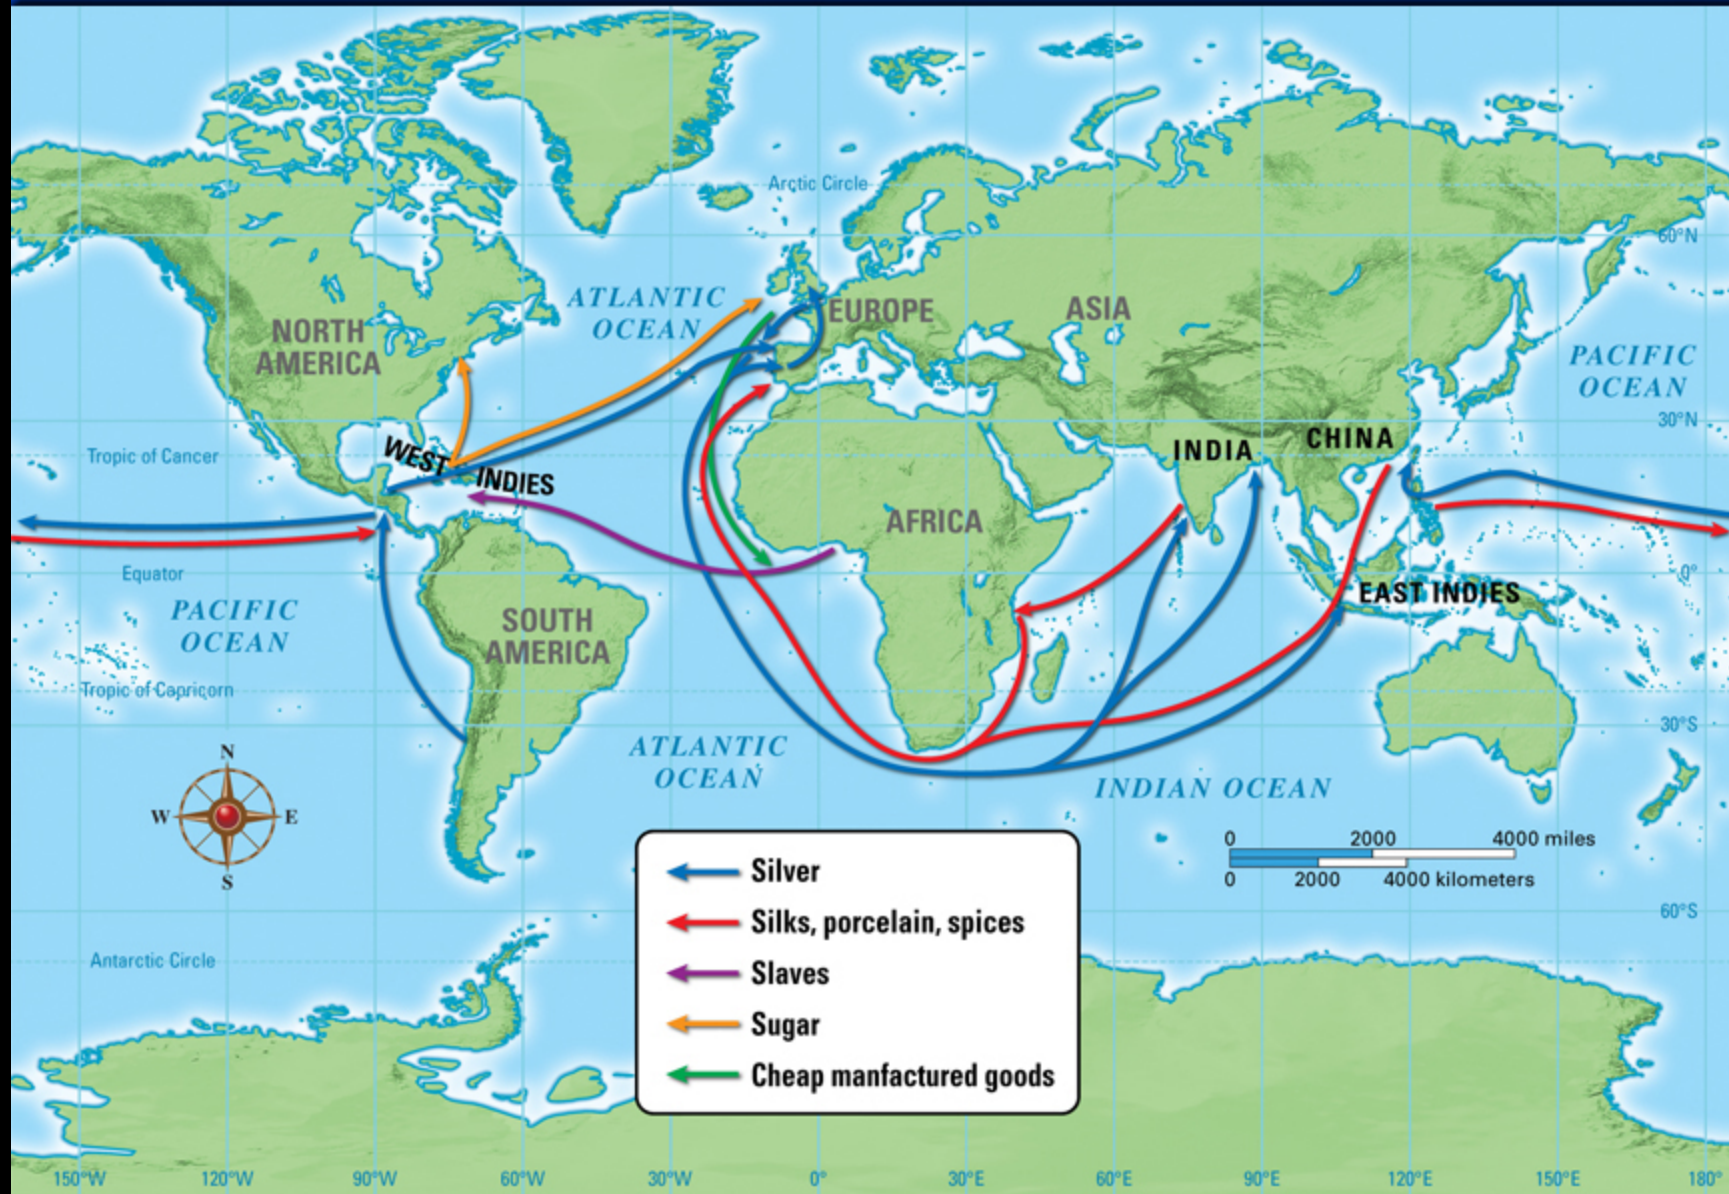 Arctic Circle
60°N
ATLANTIC
OCEAN
EUROPE
ASIA
NORTH
AMERICA
PACIFIC
OCEAN
30°N
CHINA
INDIA
Tropic of Cancer
WEST
INDIES
AFRICA
Equator
0°
EAST INDIES
PACIFIC
OCEAN
SOUTH
AMERICA
Tropic of Capricorn
30°S
ATLANTIC
OCEAN
INDIAN OCEAN
N
W
E
S
0 2000 4000 miles
0 2000 4000 kilometers
Silver
Silks, porcelain, spices
Slaves
Sugar
Cheap manfactured goods
60°S
Antarctic Circle
150°W 120°W 90°W 60°W 30°W 0° 30°E 60°E 90°E 120°E 150°E 180°